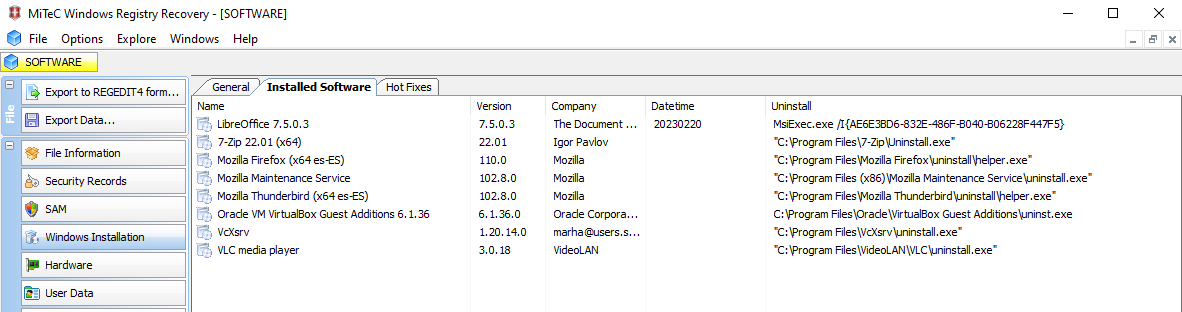 MiTeC Windows Registry Recovery - [SOFTWARE]
File Options Explore Windows Help
SOFTWARE
File
Export to REGEDIT4 form...
Export Data...
File Information
Security Records
SAM
Windows Installation
Hardware
User Data
General Installed Software Hot Fixes
Name Version Company Datetime Uninstall
LibreOffice 7.5.0.3 7.5.0.3 The Document ... 20230220 MsiExec.exe /I{AE6E3BD6-832E-486F-B040-B06228F447F5}
7-Zip 22.01 (x64) 22.01 Igor Pavlov "C:\Program Files\7-Zip\Uninstall.exe"
Mozilla Firefox (x64 es-ES) 110.0 Mozilla "C:\Program Files\Mozilla Firefox\uninstall\helper.exe"
Mozilla Maintenance Service 102.8.0 Mozilla "C:\Program Files (x86)\Mozilla Maintenance Service\uninstall.exe"
Mozilla Thunderbird (x64 es-ES) 102.8.0 Mozilla "C:\Program Files\Mozilla Thunderbird\uninstall\helper.exe"
Oracle VM VirtualBox Guest Additions 6.1.36 6.1.36.0 Oracle Corpora... C:\Program Files\Oracle\VirtualBox Guest Additions\uninst.exe
VcXsrv 1.20.14.0 marha@users.s... "C:\Program Files\VcXsrv\uninstall.exe"
VLC media player 3.0.18 VideoLAN "C:\Program Files\VideoLAN\VLC\uninstall.exe"